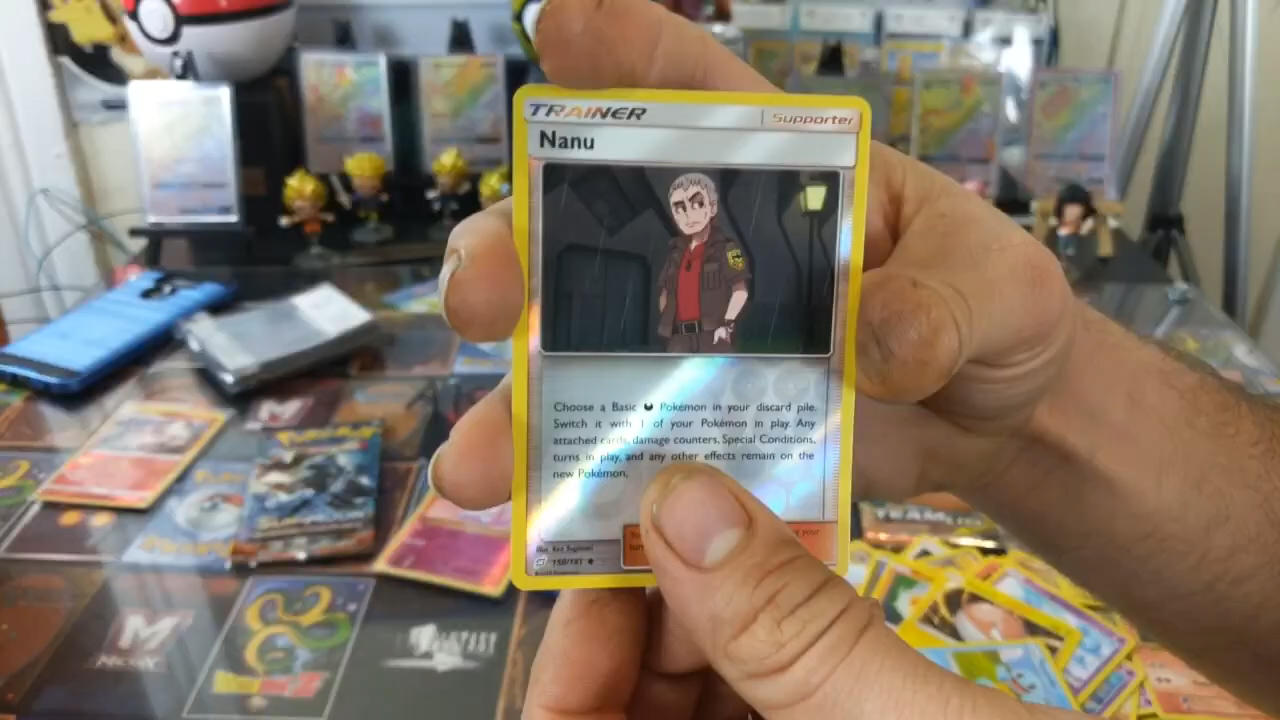 TRAINER
Supporter
Nanu
Choose a Basic Pokémon in your discard pile.
Switch it with 1 of your Pokémon in play. Any
attached cards, damage counters, Special Conditions,
turns in play, and any other effects remain on the
new Pokémon.
your
Illus. Ken Sugimori
150/181
TEAM
M